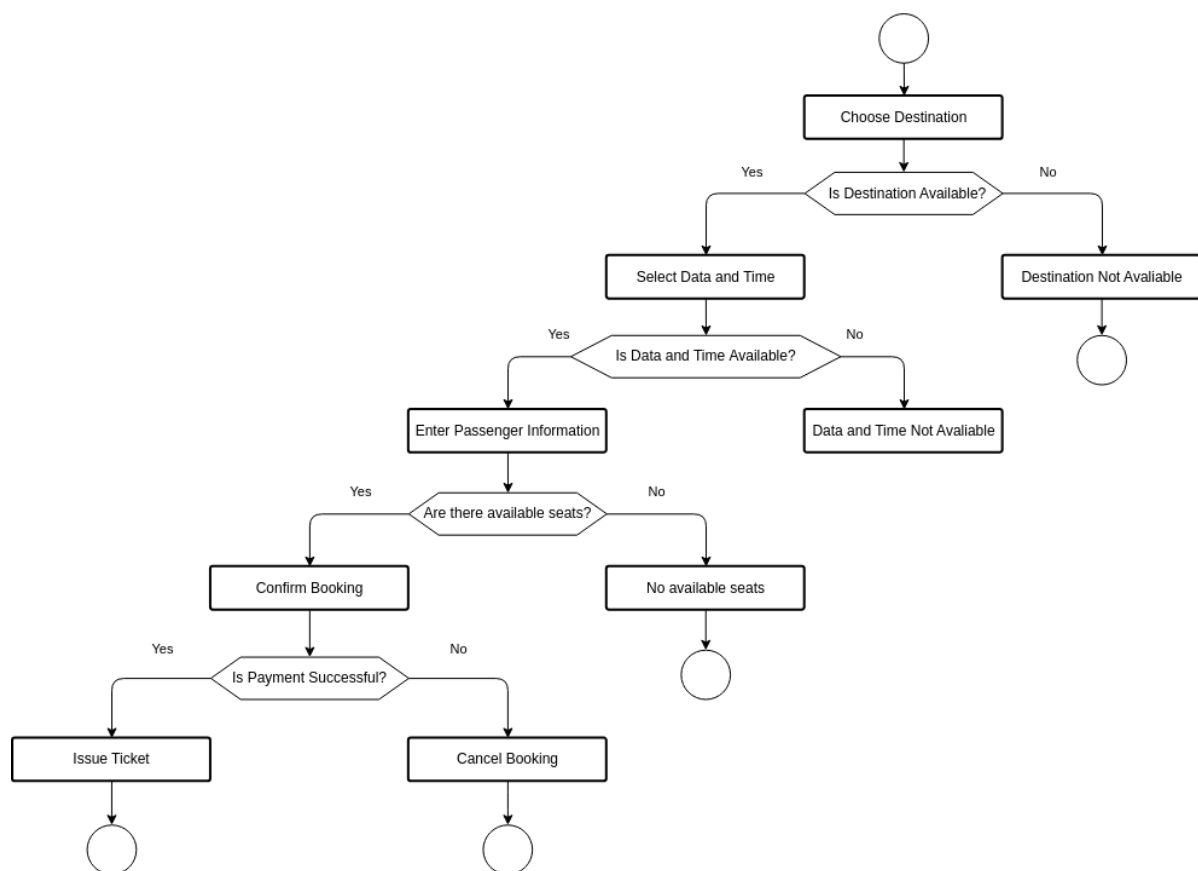 Choose Destination
Yes
No
Is Destination Available?
Select Data and Time
Destination Not Avaliable
Yes
No
Is Data and Time Available?
Enter Passenger Information
Data and Time Not Avaliable
Yes
No
Are there available seats?
Confirm Booking
No available seats
Yes
No
Is Payment Successful?
Issue Ticket
Cancel Booking